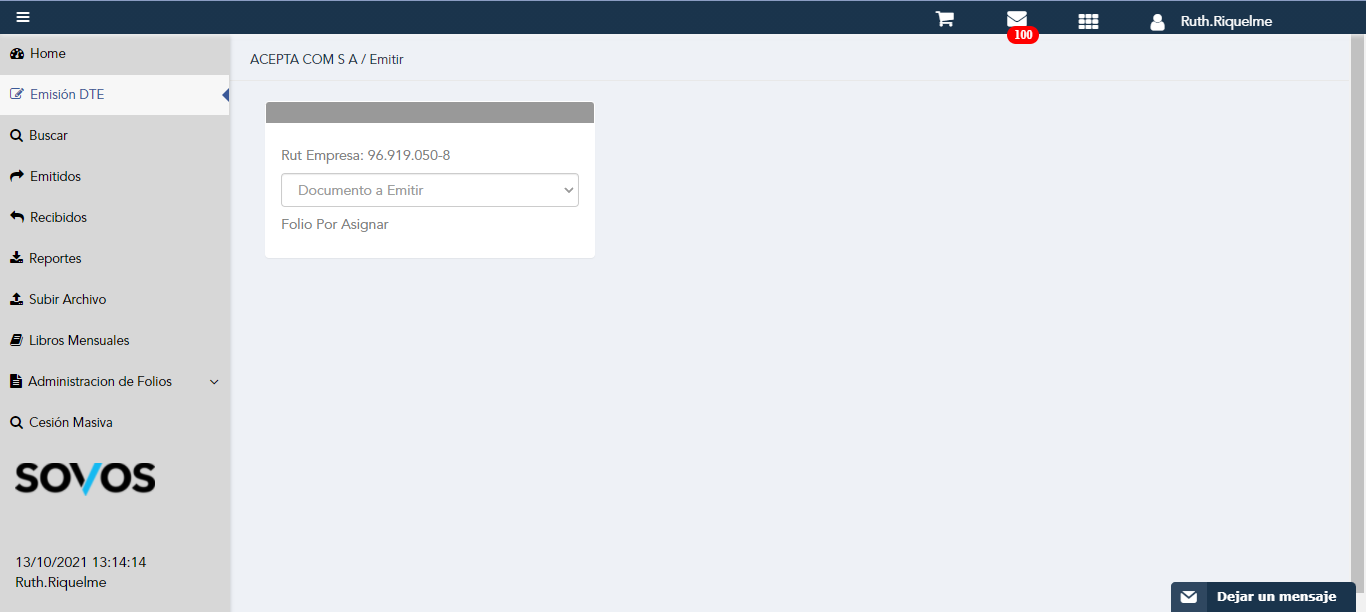 Ruth.Riquelme
100
Home
Emisión DTE
Buscar
Emitidos
Recibidos
Reportes
Subir Archivo
Libros Mensuales
Administracion de Folios
Cesión Masiva
SOVOS
13/10/2021 13:14:14
Ruth.Riquelme
ACEPTA COM S A / Emitir
Rut Empresa: 96.919.050-8
Documento a Emitir
Folio Por Asignar
Dejar un mensaje